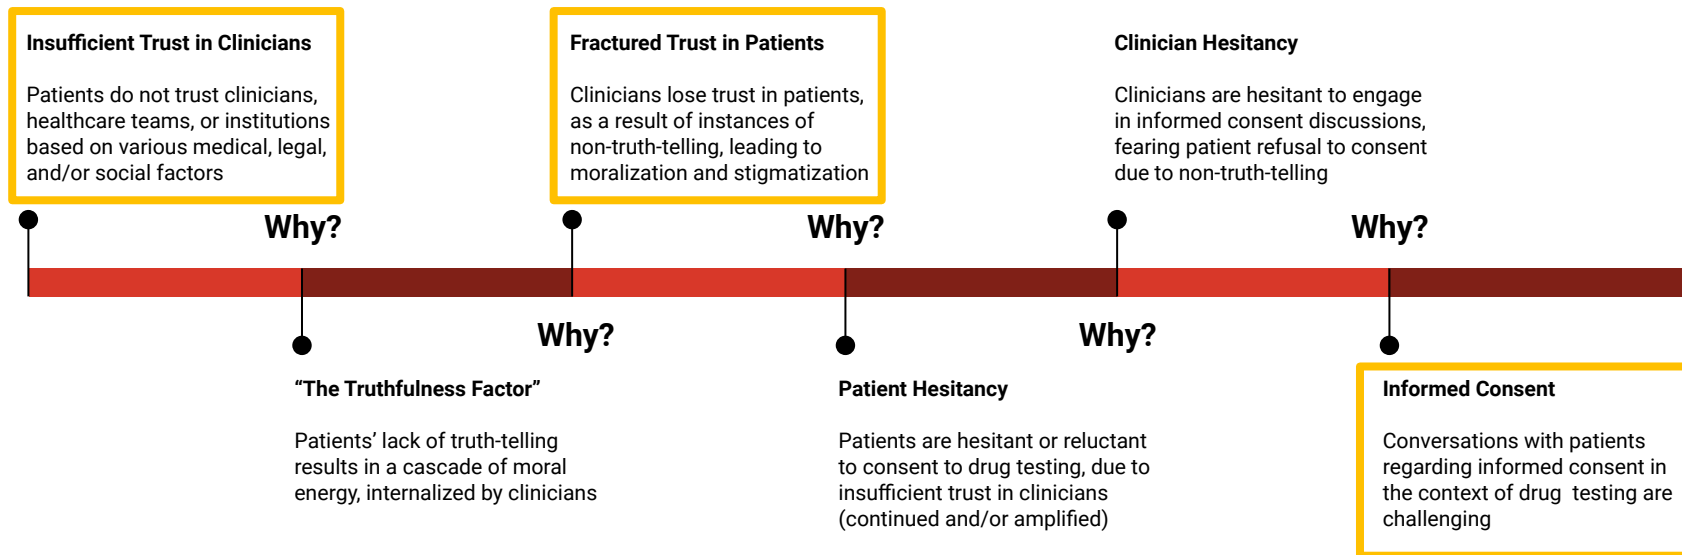 Insufficient Trust in Clinicians
Patients do not trust clinicians,
healthcare teams, or institutions
based on various medical, legal,
and/or social factors
Why?
Fractured Trust in Patients
Clinicians lose trust in patients,
as a result of instances of
non-truth-telling, leading to
moralization and stigmatization
Why?
Clinician Hesitancy
Clinicians are hesitant to engage
in informed consent discussions,
fearing patient refusal to consent
due to non-truth-telling
Why?
Why?
“The Truthfulness Factor”
Patients’ lack of truth-telling
results in a cascade of moral
energy, internalized by clinicians
Why?
Patient Hesitancy
Patients are hesitant or reluctant
to consent to drug testing, due to
insufficient trust in clinicians
(continued and/or amplified)
Informed Consent
Conversations with patients
regarding informed consent in
the context of drug  testing are
challenging